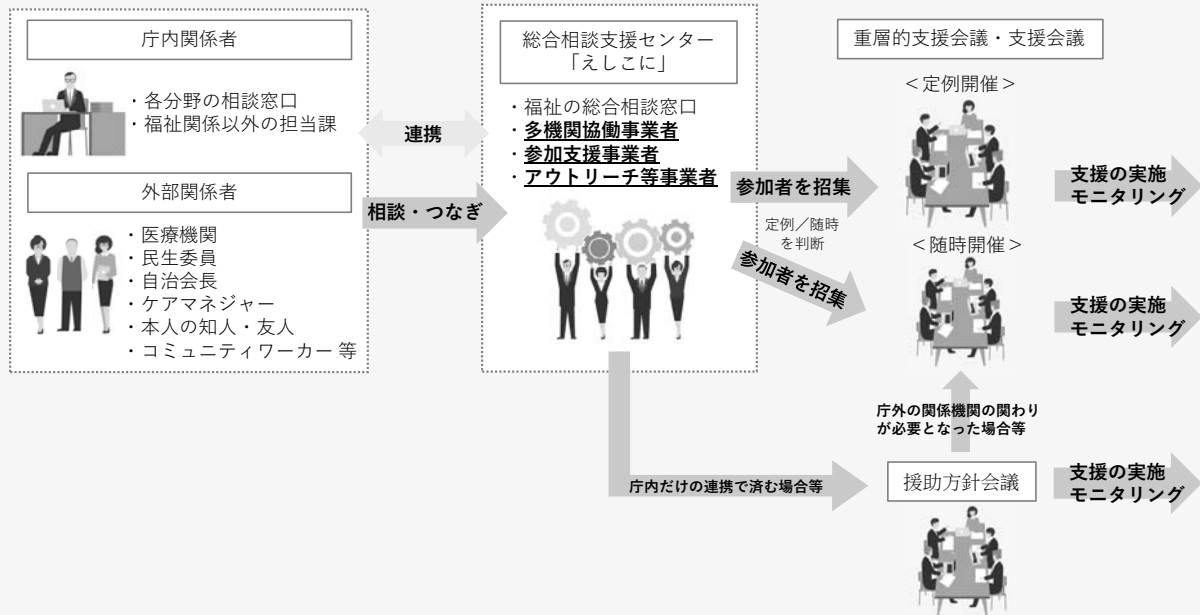 庁内関係者
・各分野の相談窓口
・福祉関係以外の担当課
外部関係者
・医療機関
・民生委員
・自治会長
・ケアマネジャー
・本人の知人・友人
・コミュニティワーカー 等
連携
相談・つなぎ
総合相談支援センター
「えしこに」
・福祉の総合相談窓口
・多機関協働事業者
・参加支援事業者
・アウトリーチ等事業者
参加者を招集
定例／随時
を判断
参加者を招集
重層的支援会議・支援会議
＜定例開催＞
支援の実施
モニタリング
＜随時開催＞
支援の実施
モニタリング
庁外の関係機関の関わり
が必要となった場合等
庁内だけの連携で済む場合等
援助方針会議
支援の実施
モニタリング